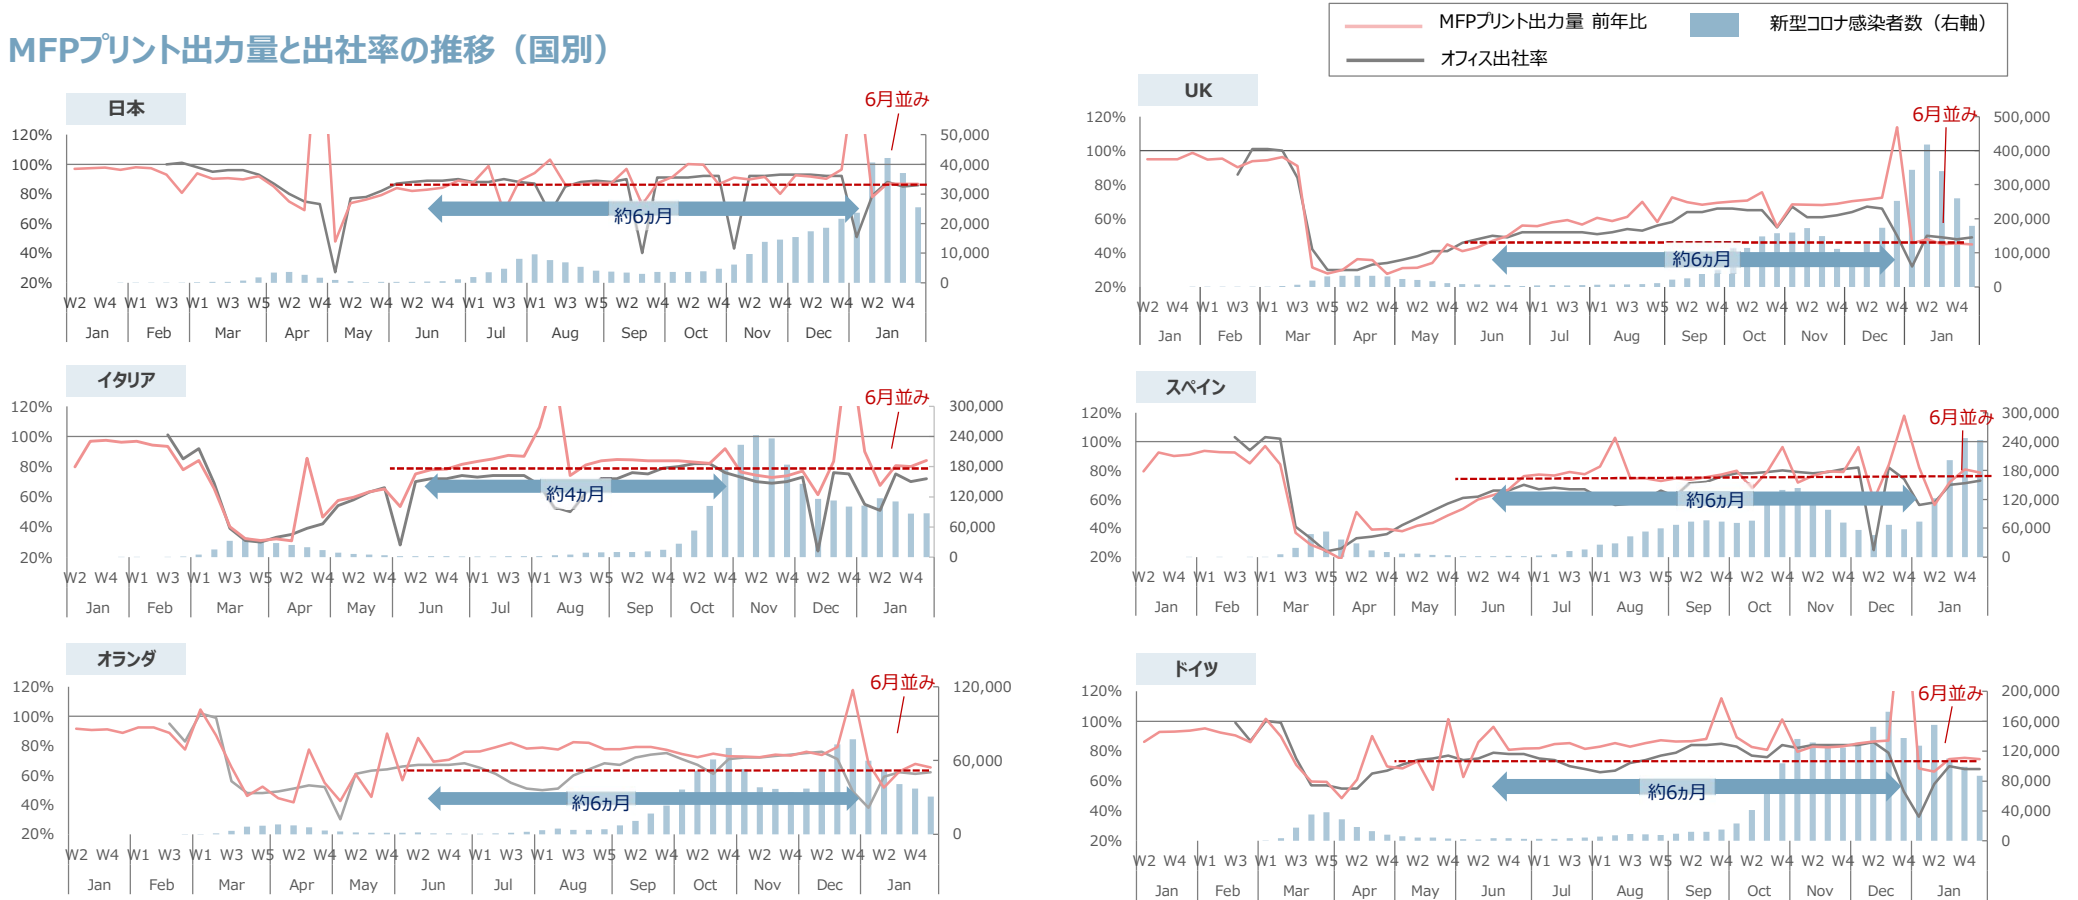 MFPプリント出力量と出社率の推移（国別）
MFPプリント出力量 前年比
新型コロナ感染者数（右軸）
オフィス出社率
日本
6月並み
120%
100%
80%
60%
40%
20%
50,000
40,000
30,000
20,000
10,000
0
約6ヵ月
W2 W4 W1 W3 W1 W3 W5 W2 W4 W2 W4 W2 W4 W1 W3 W1 W3 W5 W2 W4 W2 W4 W2 W4 W2 W4 W2 W4
Jan Feb Mar Apr May Jun Jul Aug Sep Oct Nov Dec Jan
UK
6月並み
120%
100%
80%
60%
40%
20%
500,000
400,000
300,000
200,000
100,000
0
約6ヵ月
W2 W4 W1 W3 W1 W3 W5 W2 W4 W2 W4 W2 W4 W1 W3 W1 W3 W5 W2 W4 W2 W4 W2 W4 W2 W4 W2 W4
Jan Feb Mar Apr May Jun Jul Aug Sep Oct Nov Dec Jan
イタリア
6月並み
120%
100%
80%
60%
40%
20%
300,000
240,000
180,000
120,000
60,000
0
約4ヵ月
W2 W4 W1 W3 W1 W3 W5 W2 W4 W2 W4 W2 W4 W1 W3 W1 W3 W5 W2 W4 W2 W4 W2 W4 W2 W4 W2 W4
Jan Feb Mar Apr May Jun Jul Aug Sep Oct Nov Dec Jan
スペイン
6月並み
120%
100%
80%
60%
40%
20%
300,000
240,000
180,000
120,000
60,000
0
約6ヵ月
W2 W4 W1 W3 W1 W3 W5 W2 W4 W2 W4 W2 W4 W1 W3 W1 W3 W5 W2 W4 W2 W4 W2 W4 W2 W4 W2 W4
Jan Feb Mar Apr May Jun Jul Aug Sep Oct Nov Dec Jan
オランダ
6月並み
120%
100%
80%
60%
40%
20%
120,000
60,000
0
約6ヵ月
W2 W4 W1 W3 W1 W3 W5 W2 W4 W2 W4 W2 W4 W1 W3 W1 W3 W5 W2 W4 W2 W4 W2 W4 W2 W4 W2 W4
Jan Feb Mar Apr May Jun Jul Aug Sep Oct Nov Dec Jan
ドイツ
6月並み
120%
100%
80%
60%
40%
20%
200,000
160,000
120,000
80,000
40,000
0
約6ヵ月
W2 W4 W1 W3 W1 W3 W5 W2 W4 W2 W4 W2 W4 W1 W3 W1 W3 W5 W2 W4 W2 W4 W2 W4 W2 W4 W2 W4
Jan Feb Mar Apr May Jun Jul Aug Sep Oct Nov Dec Jan